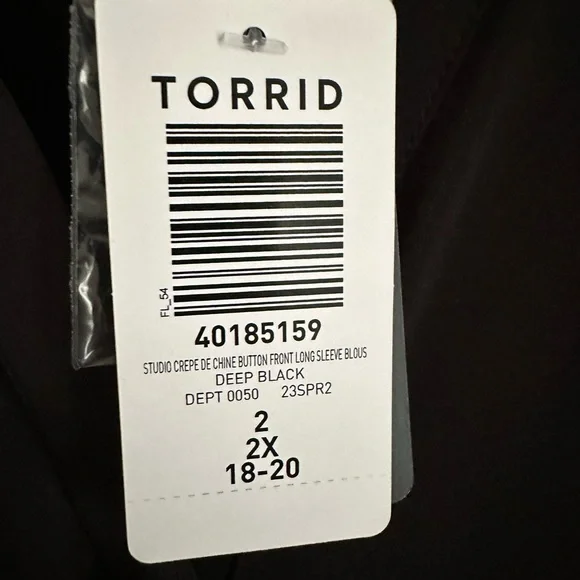 TORRID
FL_54
40185159
STUDIO CREPE DE CHINE BUTTON FRONT LONG SLEEVE BLOUS
DEEP BLACK
DEPT 0050 23SPR2
2
2X
18-20